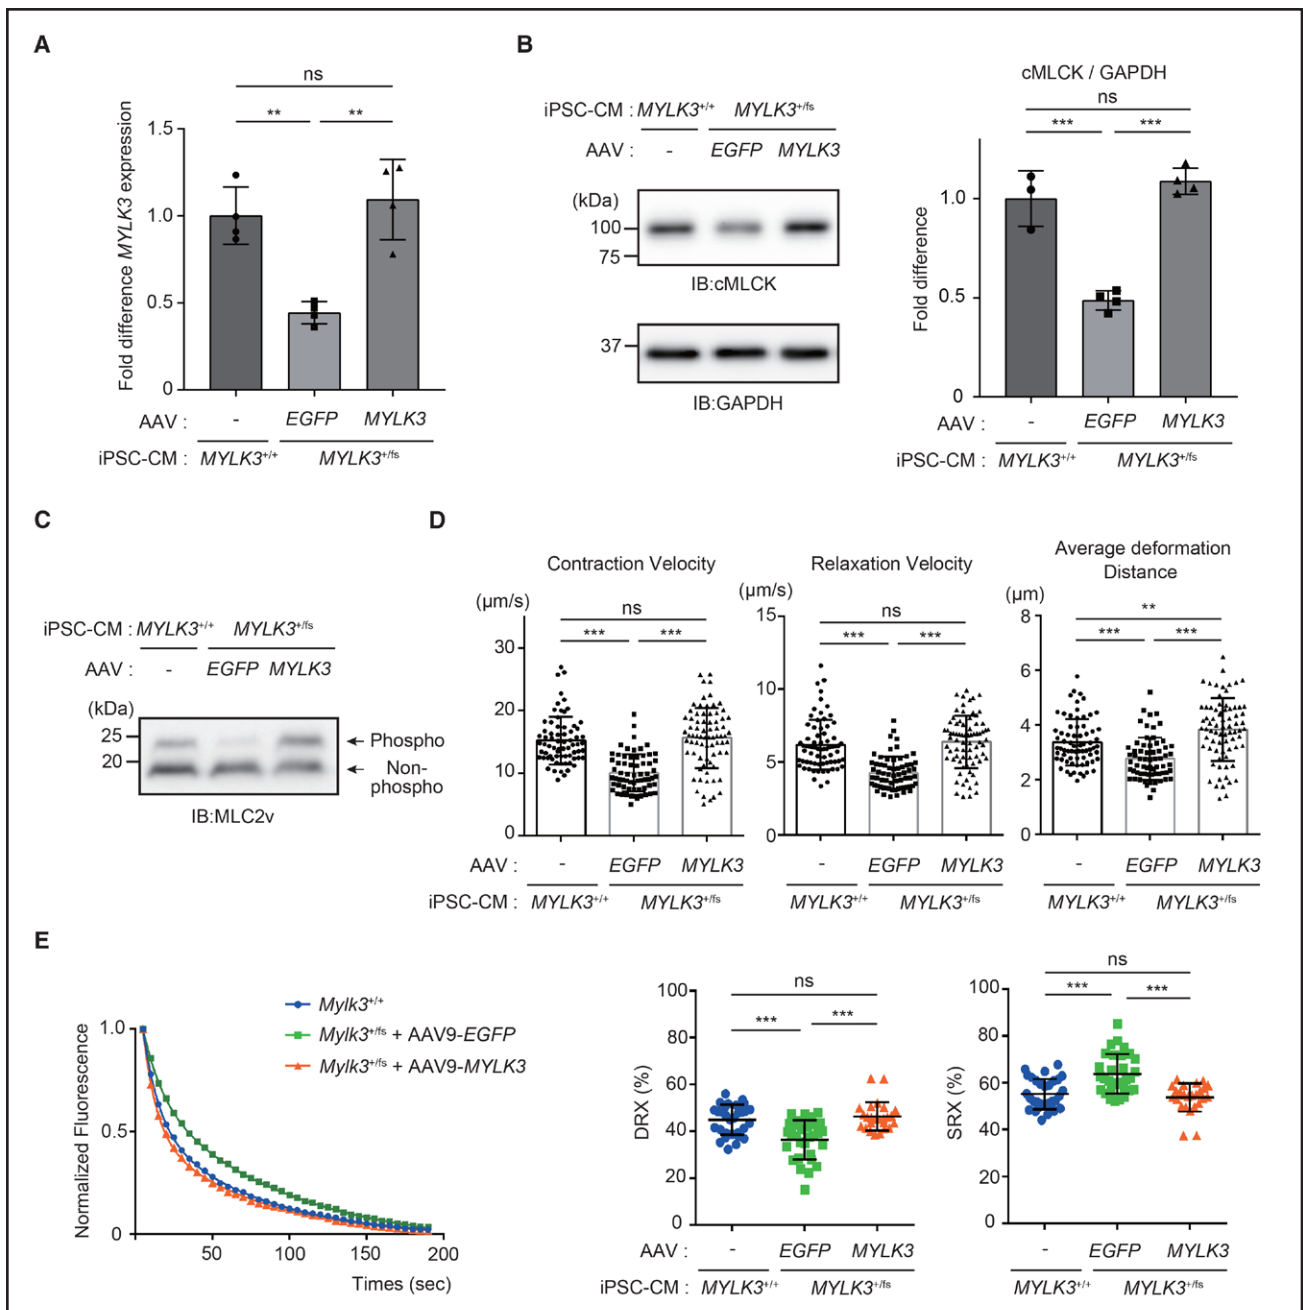 A
ns
** **
1.5
1.0
0.5
0
Fold difference MYLK3 expression
AAV : - EGFP MYLK3
iPSC-CM : MYLK3+/+ MYLK3+/fs
B
iPSC-CM : MYLK3+/+ MYLK3+/fs
AAV : - EGFP MYLK3
(kDa)
100
75
IB:cMLCK
37
IB:GAPDH
cMLCK / GAPDH
ns
*** ***
1.0
0.5
0
Fold difference
AAV : - EGFP MYLK3
iPSC-CM : MYLK3+/+ MYLK3+/fs
C
iPSC-CM : MYLK3+/+ MYLK3+/fs
AAV : - EGFP MYLK3
(kDa)
25
20
Phospho
Non-
phospho
IB:MLC2v
D
Contraction Velocity
(μm/s)
ns
*** ***
30
20
10
0
AAV : - EGFP MYLK3
iPSC-CM : MYLK3+/+ MYLK3+/fs
Relaxation Velocity
(μm/s)
ns
*** ***
15
10
5
0
- EGFP MYLK3
MYLK3+/+ MYLK3+/fs
Average deformation
Distance
(μm)
**
*** ***
8
6
4
2
0
- EGFP MYLK3
MYLK3+/+ MYLK3+/fs
E
Mylk3+/+
Mylk3+/fs + AAV9-EGFP
Mylk3+/fs + AAV9-MYLK3
1.0
0.5
0
Normalized Fluorescence
50 100 150 200
Times (sec)
ns
*** ***
100
80
60
40
20
0
DRX (%)
AAV : - EGFP MYLK3
iPSC-CM : MYLK3+/+ MYLK3+/fs
ns
*** ***
100
80
60
40
20
0
SRX (%)
- EGFP MYLK3
MYLK3+/+ MYLK3+/fs